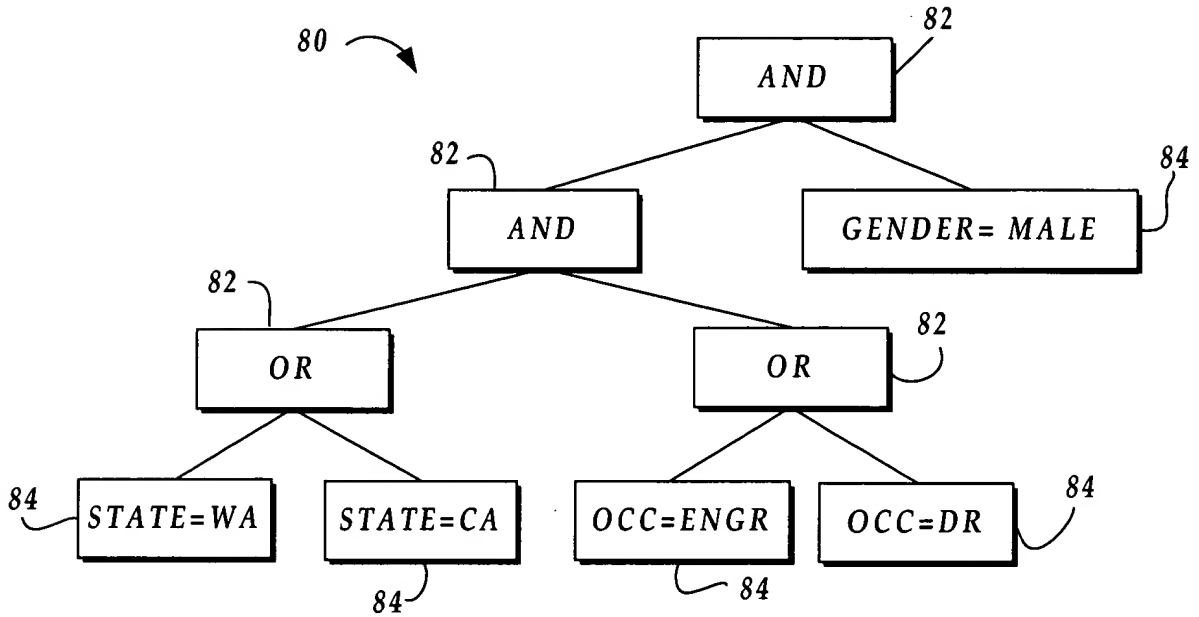 82
80
AND
82
84
AND
GENDER= MALE
82
82
OR
OR
84
STATE=WA
STATE=CA
OCC=ENGR
OCC=DR
84
84
84